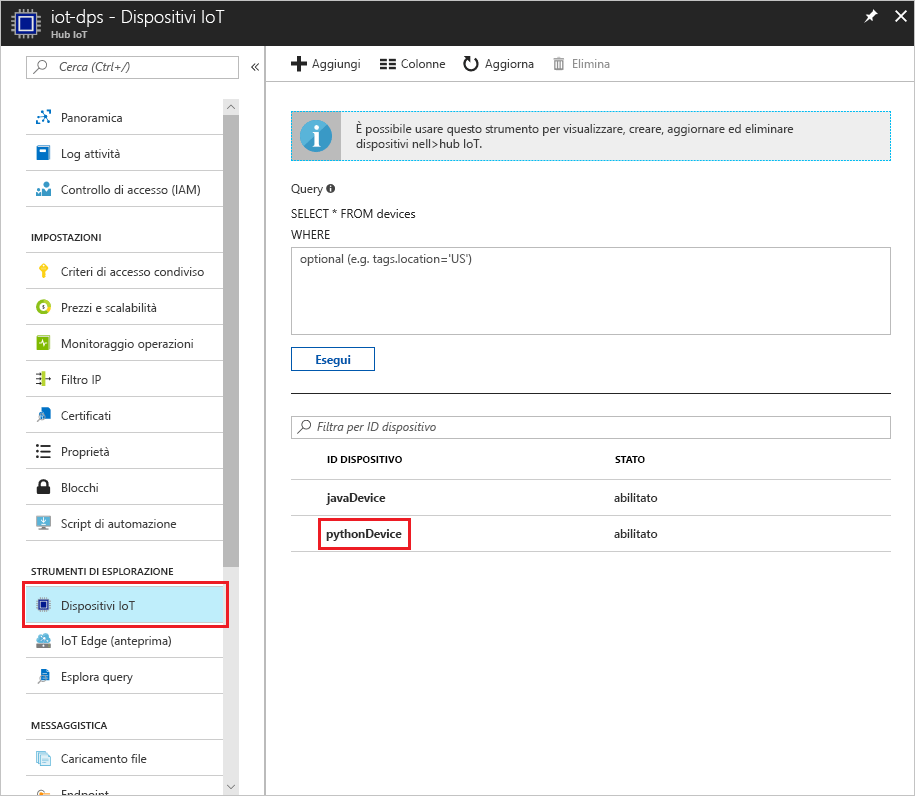 iot-dps - Dispositivi IoT
Hub IoT
Cerca (Ctrl+/)
«
Panoramica
Log attività
Controllo di accesso (IAM)
IMPOSTAZIONI
Criteri di accesso condiviso
Prezzi e scalabilità
Monitoraggio operazioni
Filtro IP
Certificati
Proprietà
Blocchi
Script di automazione
STRUMENTI DI ESPLORAZIONE
Dispositivi IoT
IoT Edge (anteprima)
Esplora query
MESSAGGISTICA
Caricamento file
Endpoint
Aggiungi Colonne Aggiorna Elimina
È possibile usare questo strumento per visualizzare, creare, aggiornare ed eliminare
dispositivi nell>hub IoT.
Query
SELECT * FROM devices
WHERE
optional (e.g. tags.location='US')
Esegui
Filtra per ID dispositivo
ID DISPOSITIVO STATO
javaDevice abilitato
pythonDevice abilitato